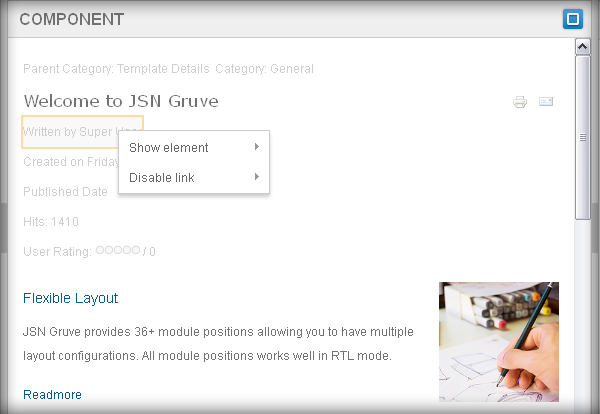 COMPONENT
Parent Category: Template Details Category: General
Welcome to JSN Gruve
Written by Super
Show element
Disable link
Created on Friday
Published Date
Hits: 1410
User Rating: / 0
Flexible Layout
JSN Gruve provides 36+ module positions allowing you to have multiple
layout configurations. All module positions works well in RTL mode.
Readmore